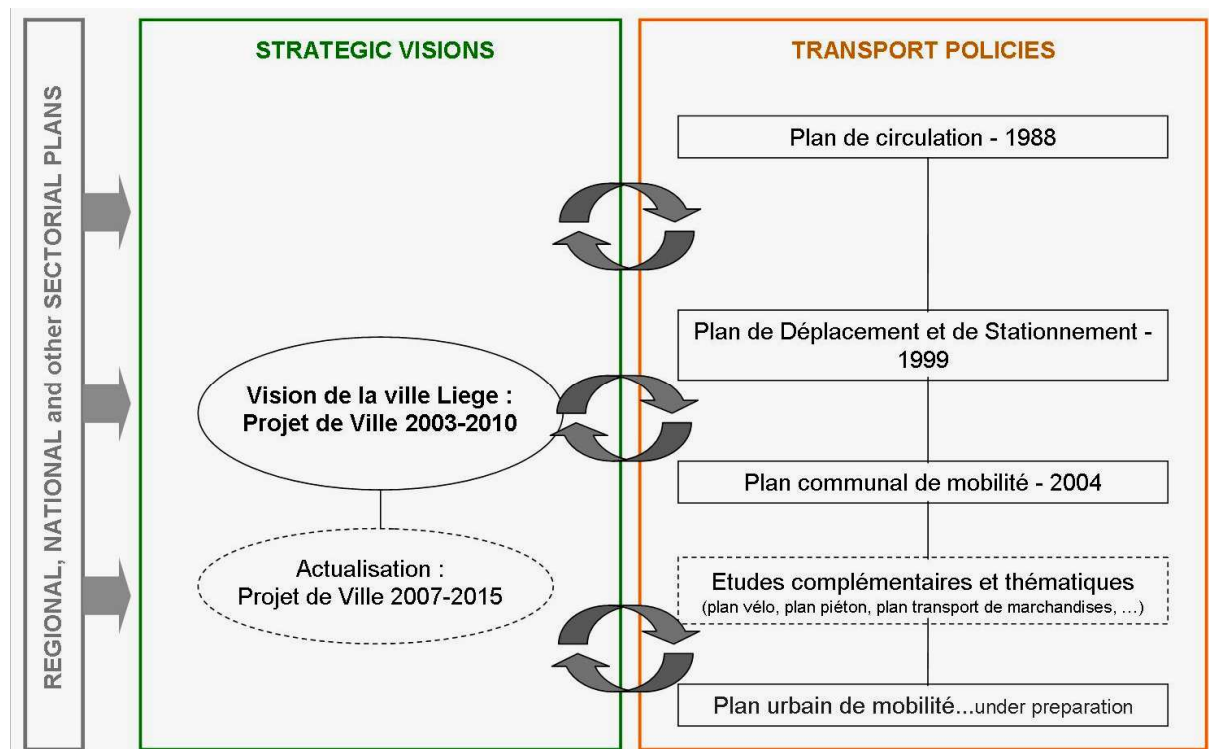 REGIONAL, NATIONAL and other SECTORIAL PLANS
STRATEGIC VISIONS
Vision de la ville Liege :
Projet de Ville 2003-2010
Actualisation :
Projet de Ville 2007-2015
TRANSPORT POLICIES
Plan de circulation - 1988
Plan de Déplacement et de Stationnement -
1999
Plan communal de mobilité - 2004
Etudes complémentaires et thématiques
(plan vélo, plan piéton, plan transport de marchandises, ...)
Plan urbain de mobilité...under preparation